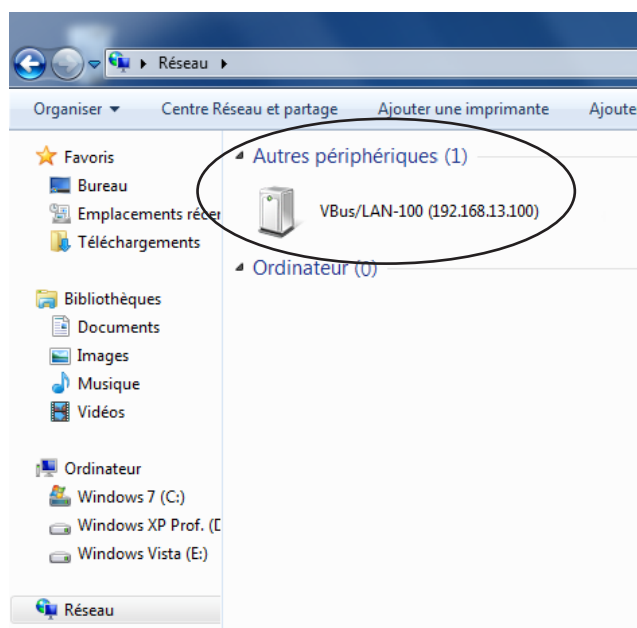 Réseau
Organiser
Centre Réseau et partage
Ajouter une imprimante
Ajoute
Favoris
Bureau
Emplacements récen
Téléchargements
Bibliothèques
Documents
Images
Musique
Vidéos
Ordinateur
Windows 7 (C:)
Windows XP Prof. (D
Windows Vista (E:)
Réseau
Autres périphériques (1)
VBus/LAN-100 (192.168.13.100)
Ordinateur (0)